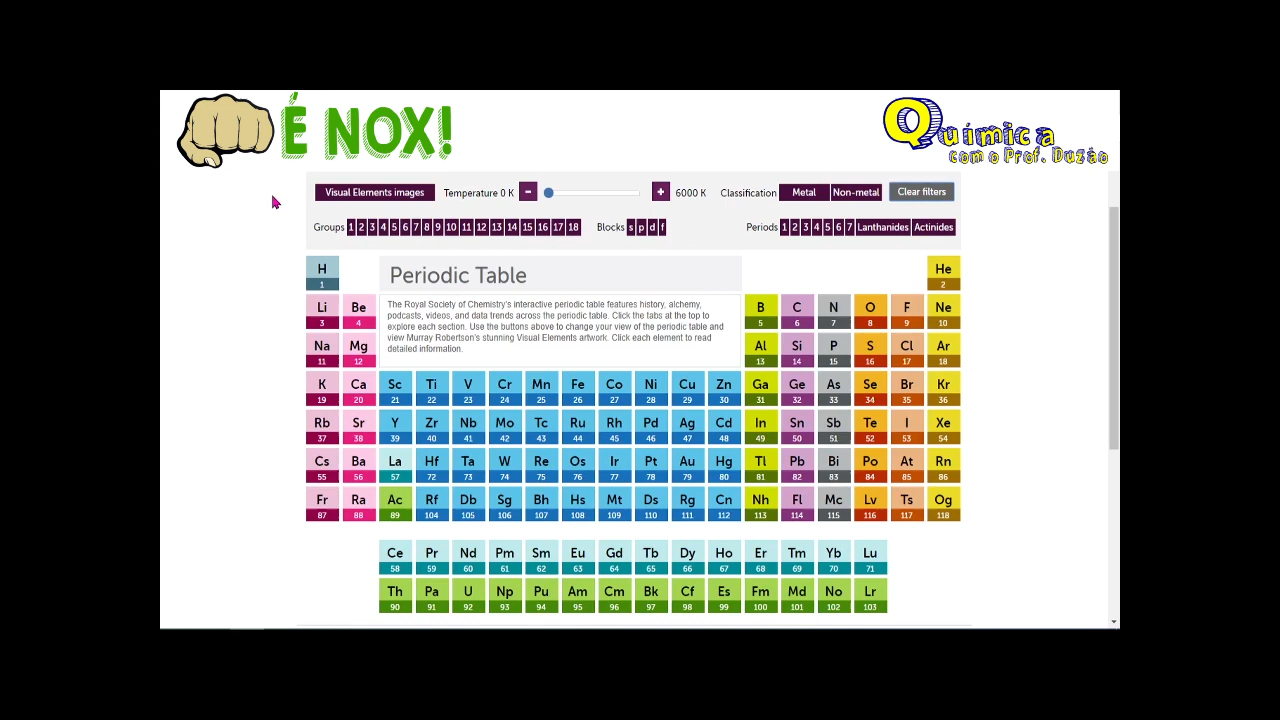 É NOX!
Química
com o Prof. Duzão
Visual Elements images Temperature 0 K - + 6000 K Classification Metal Non-metal Clear filters
Groups 1 2 3 4 5 6 7 8 9 10 11 12 13 14 15 16 17 18 Blocks s p d f Periods 1 2 3 4 5 6 7 Lanthanides Actinides
H He
1 2
Periodic Table
The Royal Society of Chemistry's interactive periodic table features history, alchemy,
podcasts, videos, and data trends across the periodic table. Click the tabs at the top to
explore each section. Use the buttons above to change your view of the periodic table and
view Murray Robertson's stunning Visual Elements artwork. Click each element to read
detailed information.
Li Be B C N O F Ne
3 4 5 6 7 8 9 10
Na Mg Al Si P S Cl Ar
11 12 13 14 15 16 17 18
K Ca Sc Ti V Cr Mn Fe Co Ni Cu Zn Ga Ge As Se Br Kr
19 20 21 22 23 24 25 26 27 28 29 30 31 32 33 34 35 36
Rb Sr Y Zr Nb Mo Tc Ru Rh Pd Ag Cd In Sn Sb Te I Xe
37 38 39 40 41 42 43 44 45 46 47 48 49 50 51 52 53 54
Cs Ba La Hf Ta W Re Os Ir Pt Au Hg Tl Pb Bi Po At Rn
55 56 57 72 73 74 75 76 77 78 79 80 81 82 83 84 85 86
Fr Ra Ac Rf Db Sg Bh Hs Mt Ds Rg Cn Nh Fl Mc Lv Ts Og
87 88 89 104 105 106 107 108 109 110 111 112 113 114 115 116 117 118
Ce Pr Nd Pm Sm Eu Gd Tb Dy Ho Er Tm Yb Lu
58 59 60 61 62 63 64 65 66 67 68 69 70 71
Th Pa U Np Pu Am Cm Bk Cf Es Fm Md No Lr
90 91 92 93 94 95 96 97 98 99 100 101 102 103